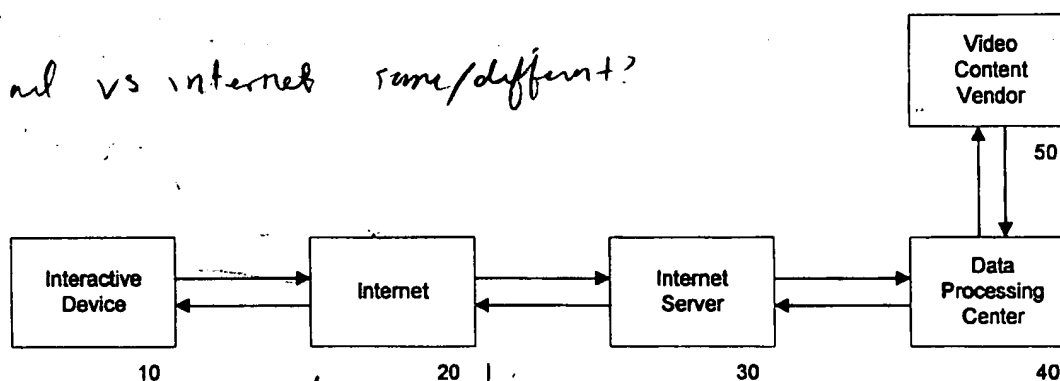 vs internet same/different?
Video
Content
Vendor
50
Interactive
Device
10
Internet
20
Internet
Server
30
Data
Processing
Center
40